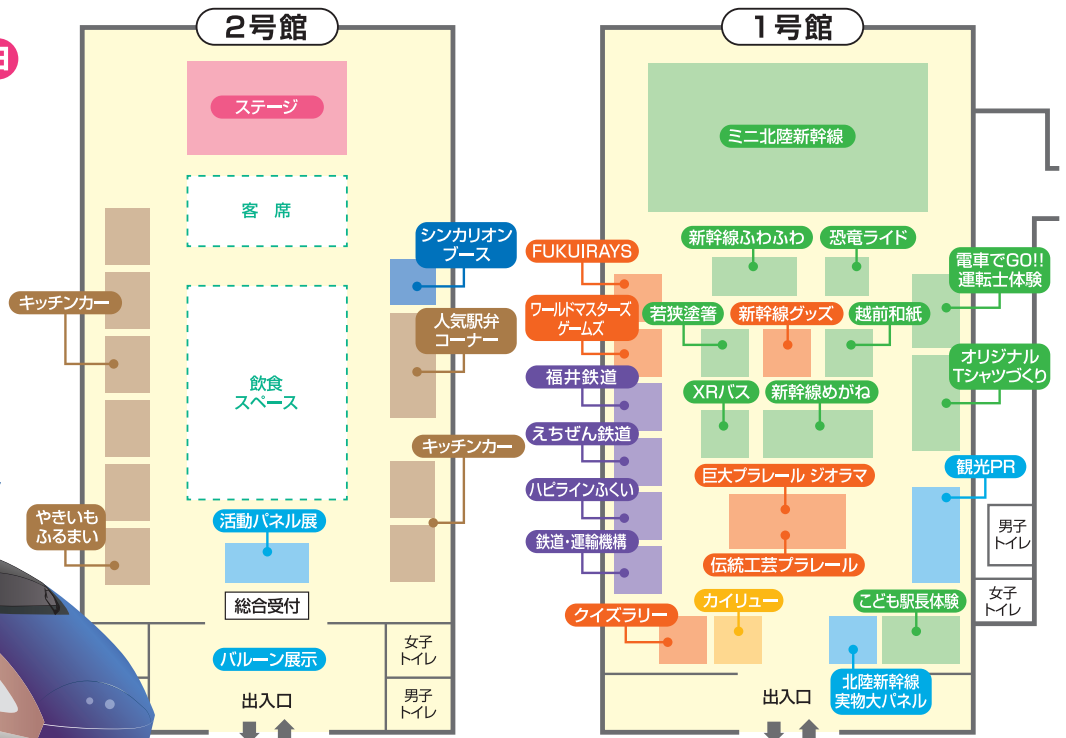 日
2号館
ステージ
客 席
シンカリオン
ブース
キッチンカー
人気駅弁
コーナー
飲食
スペース
キッチンカー
やきいも
ふるまい
活動パネル展
総合受付
バルーン展示
女子
トイレ
男子
トイレ
出入口
1号館
ミニ北陸新幹線
新幹線ふわふわ
恐竜ライド
FUKUIRAYS
電車でGO!!
運転士体験
ワールドマスターズ
ゲームズ
若狭塗箸
新幹線グッズ
越前和紙
オリジナル
Tシャツづくり
福井鉄道
XRバス
新幹線めがね
えちぜん鉄道
巨大プラレール ジオラマ
観光PR
ハピラインふくい
男子
トイレ
鉄道・運輸機構
伝統工芸プラレール
女子
トイレ
クイズラリー
カイリュー
こども駅長体験
北陸新幹線
実物大パネル
出入口